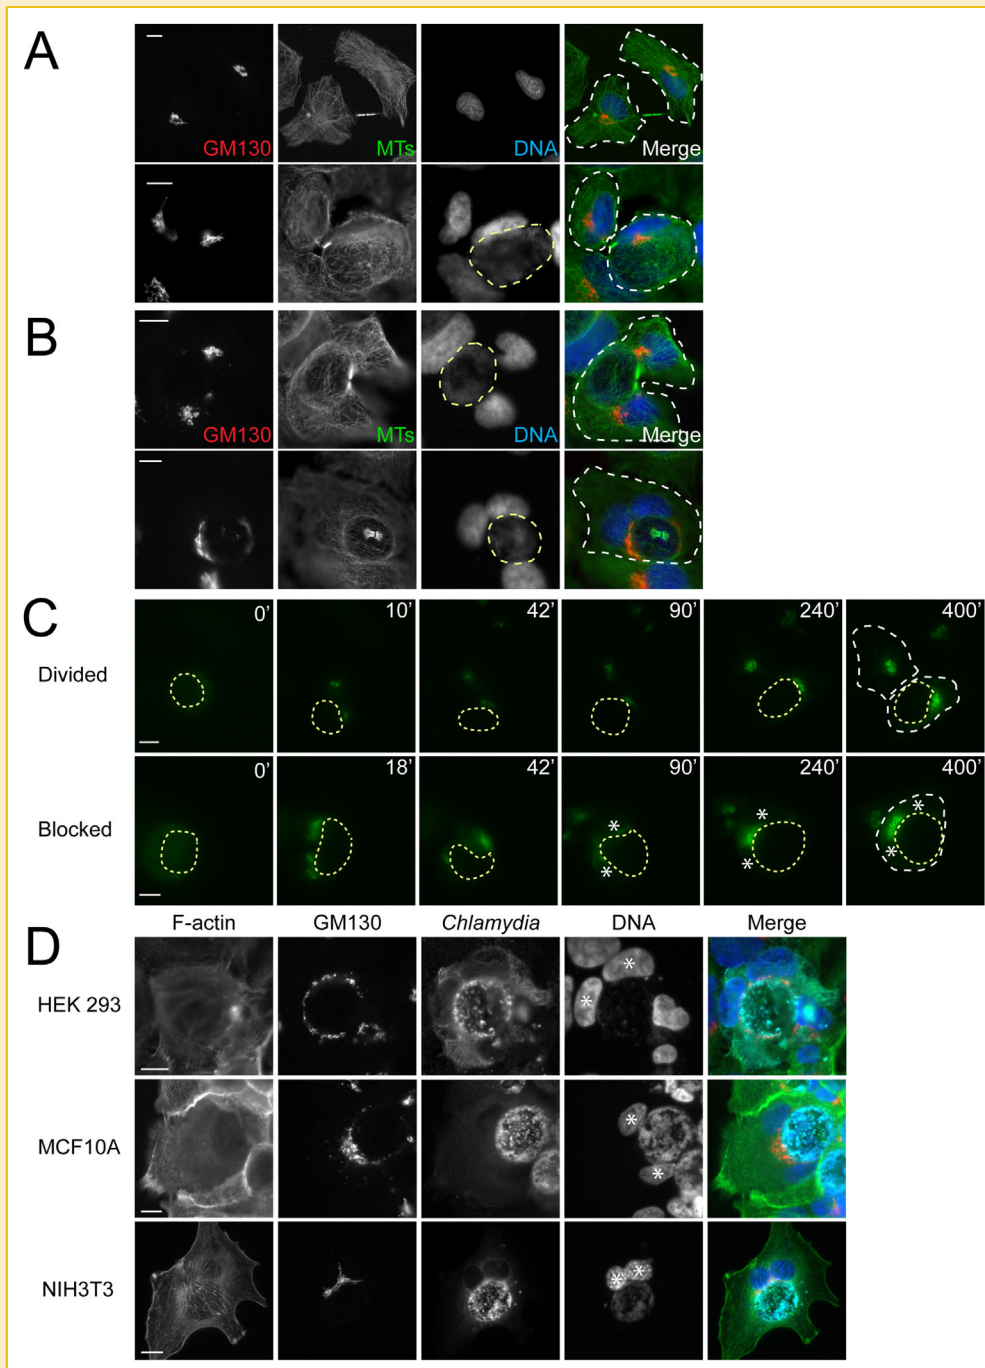 A
GM130 MTs DNA Merge
B
GM130 MTs DNA Merge
C
0' 10' 42' 90' 240' 400'
Divided
0' 18' 42' 90' 240' 400'
* * *
Blocked * * *
F-actin GM130 Chlamydia DNA Merge
D
*
HEK 293 *
*
MCF10A
*
NIH3T3 * *